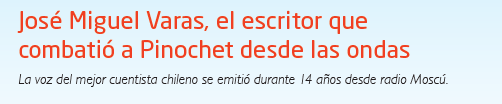 José Miguel Varas, el escritor que
combatió a Pinochet desde las ondas
La voz del mejor cuentista chileno se emitió durante 14 años desde radio Moscú.